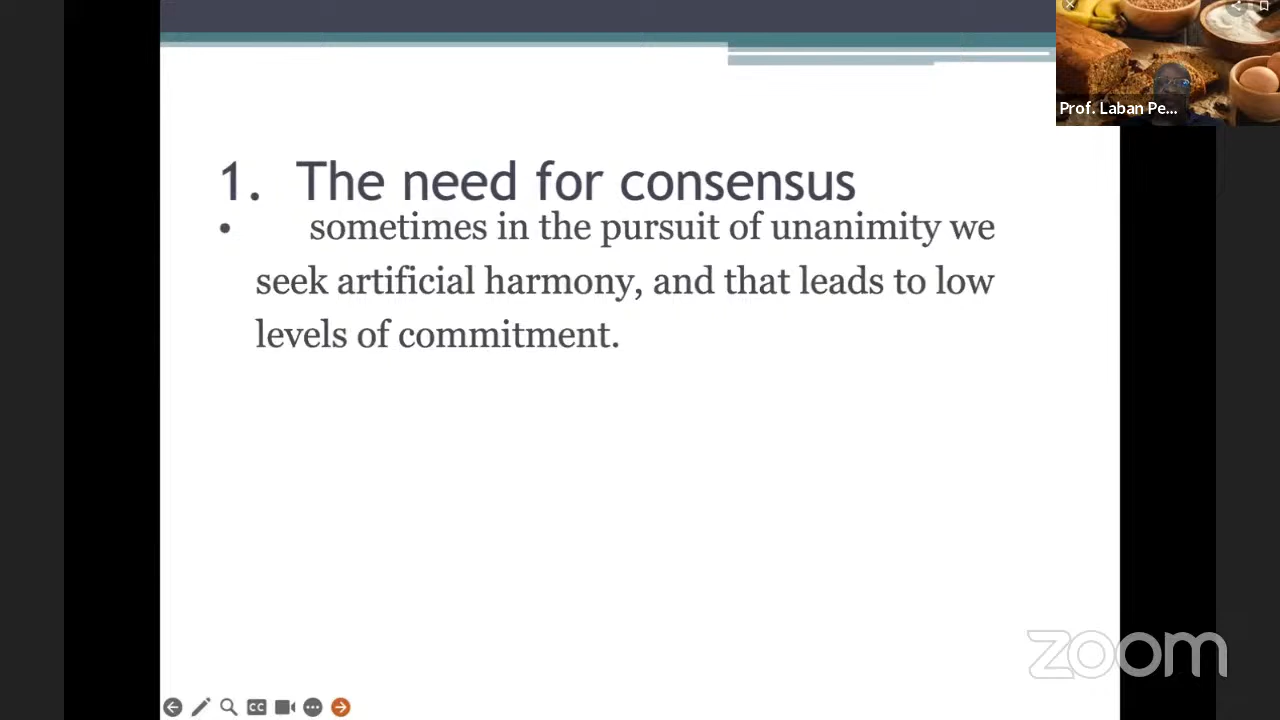 Prof. Laban Pe...
1. The need for consensus
• sometimes in the pursuit of unanimity we
seek artificial harmony, and that leads to low
levels of commitment.
zoom
CC